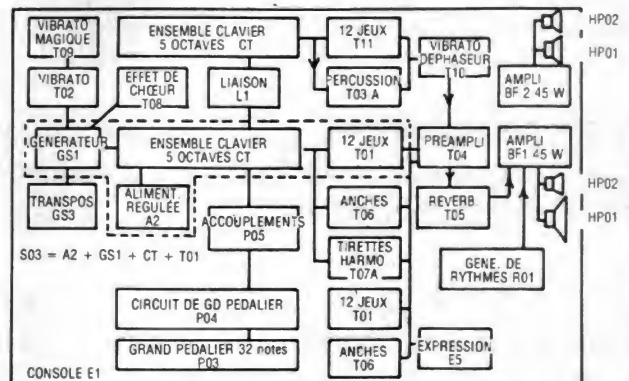 VIBRATO
MAGIQUE
T09
ENSEMBLE CLAVIER
5 OCTAVES CT
12 JEUX
T11
VIBRATO
DEPHASEUR
T10
HP02
HP01
VIBRATO
T02
EFFET DE
CHŒUR
T08
LIAISON
L1
PERCUSSION
T03 A
AMPLI
BF 2 45 W
GENERATEUR
GS1
ENSEMBLE CLAVIER
5 OCTAVES CT
12 JEUX
T01
PREAMPLI
T04
AMPLI
BF1 45 W
TRANSPOS
GS3
ALIMENT.
REGULÉE
A2
ACCOUPLEMENTS
P05
ANCHES
T06
REVERB.
T05
HP02
HP01
TIRETTES
HARMO
T07A
GENE. DE
RYTHMES R01
S03 = A2 + GS1 + CT + T01
CIRCUIT DE GD PEDALIER
P04
12 JEUX
T01
GRAND PEDALIER 32 notes
P03
ANCHES
T06
EXPRESSION
E5
CONSOLE E1